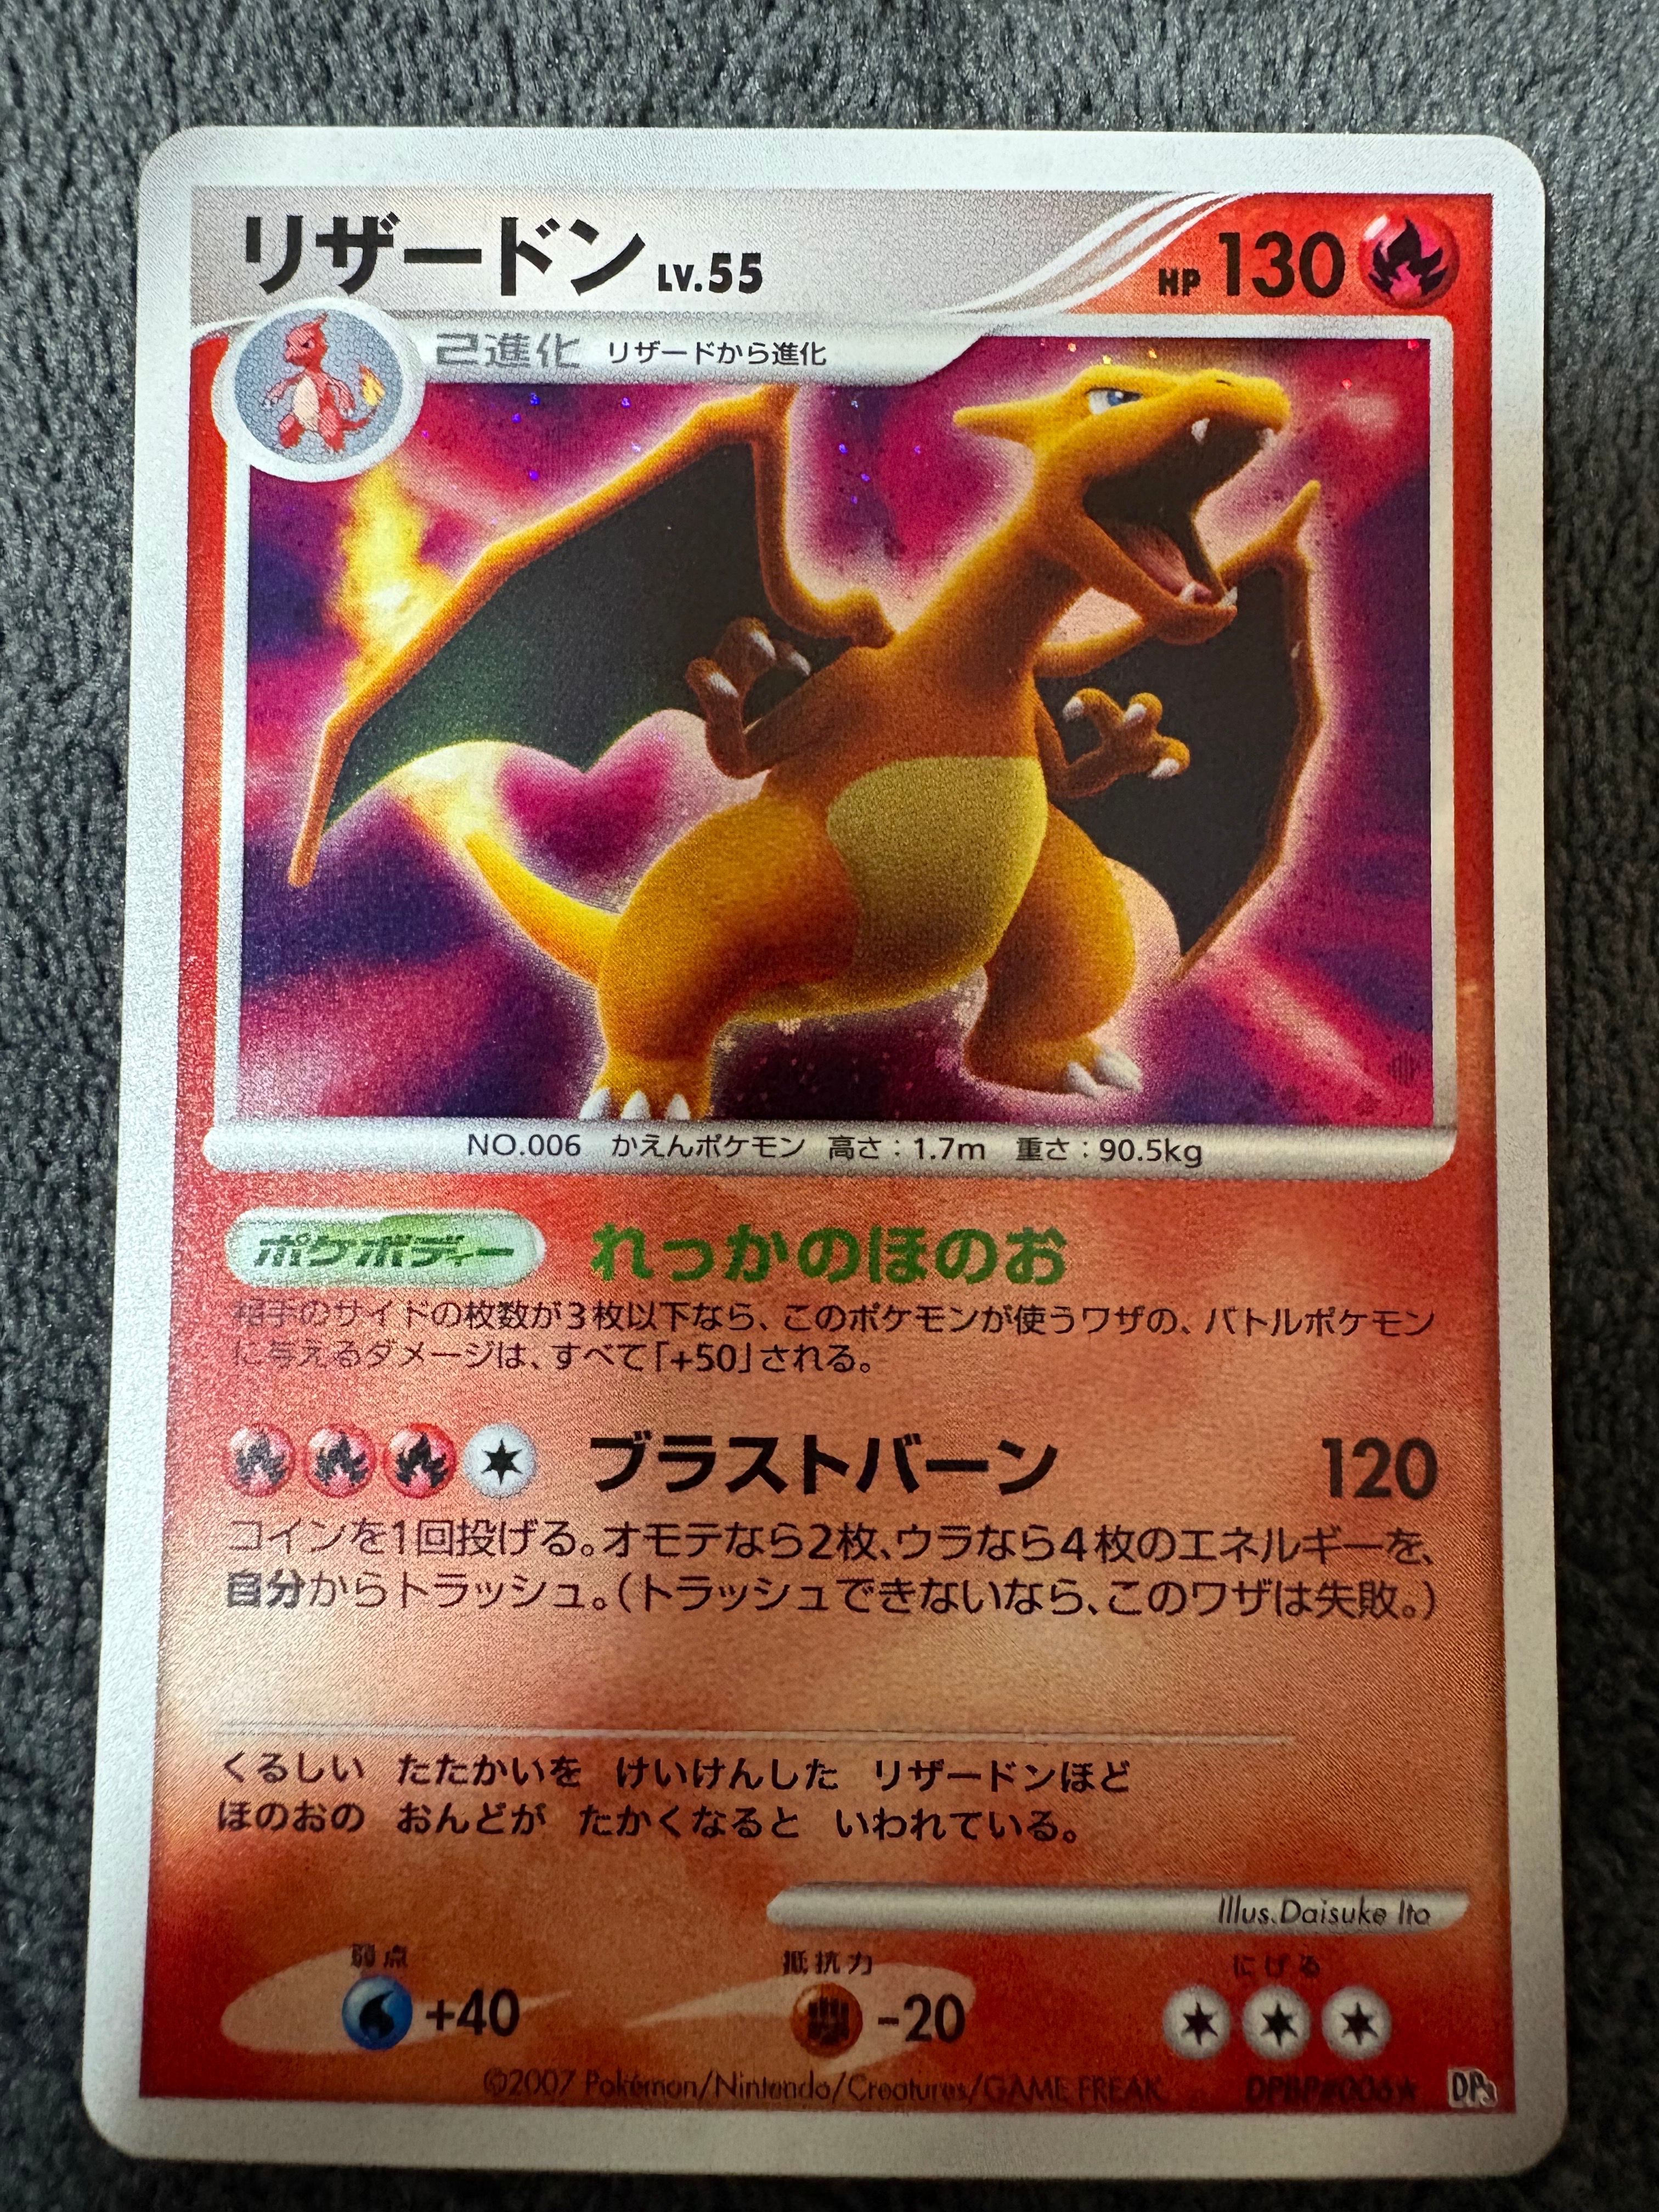 リザードン LV.55 HP 130
2進化 リザードから進化
NO.006 かえんポケモン 高さ:1.7m 重さ:90.5kg
ポケボディー れっかのほのお
相手のサイドの枚数が3枚以下なら、このポケモンが使うワザの、バトルポケモン
に与えるダメージは、すべて「+50」される。
ブラストバーン 120
コインを1回投げる。オモテなら2枚、ウラなら4枚のエネルギーを、
自分からトラッシュ。(トラッシュできないなら、このワザは失敗。)
くるしい たたかいを けいけんした リザードンほど
ほのおの おんどが たかくなると いわれている。
Illus.Daisuke Ito
弱点 抵抗力 にげる
+40 -20
©2007 Pokémon/Nintendo/Creatures/GAME FREAK. DPBP#006★ DP3